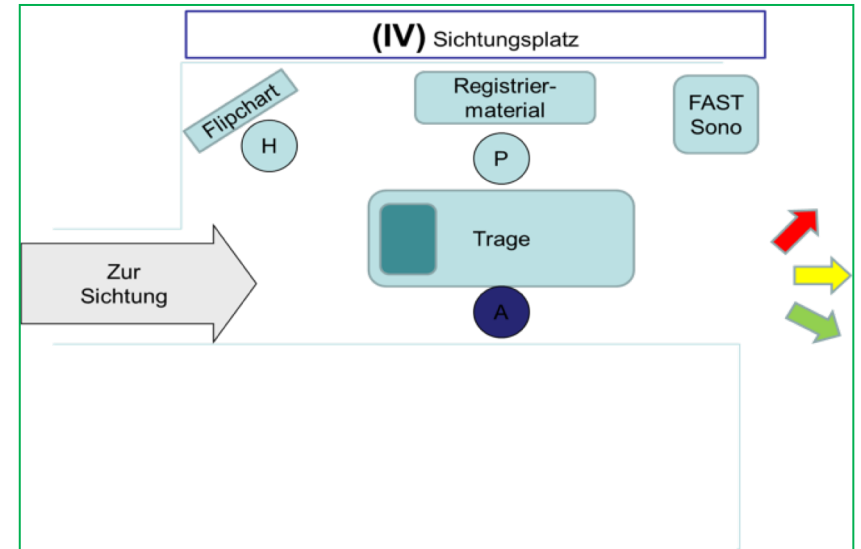 (IV) Sichtungsplatz
Flipchart
H
Registrier-
material
P
FAST
Sono
Trage
Zur
Sichtung
A